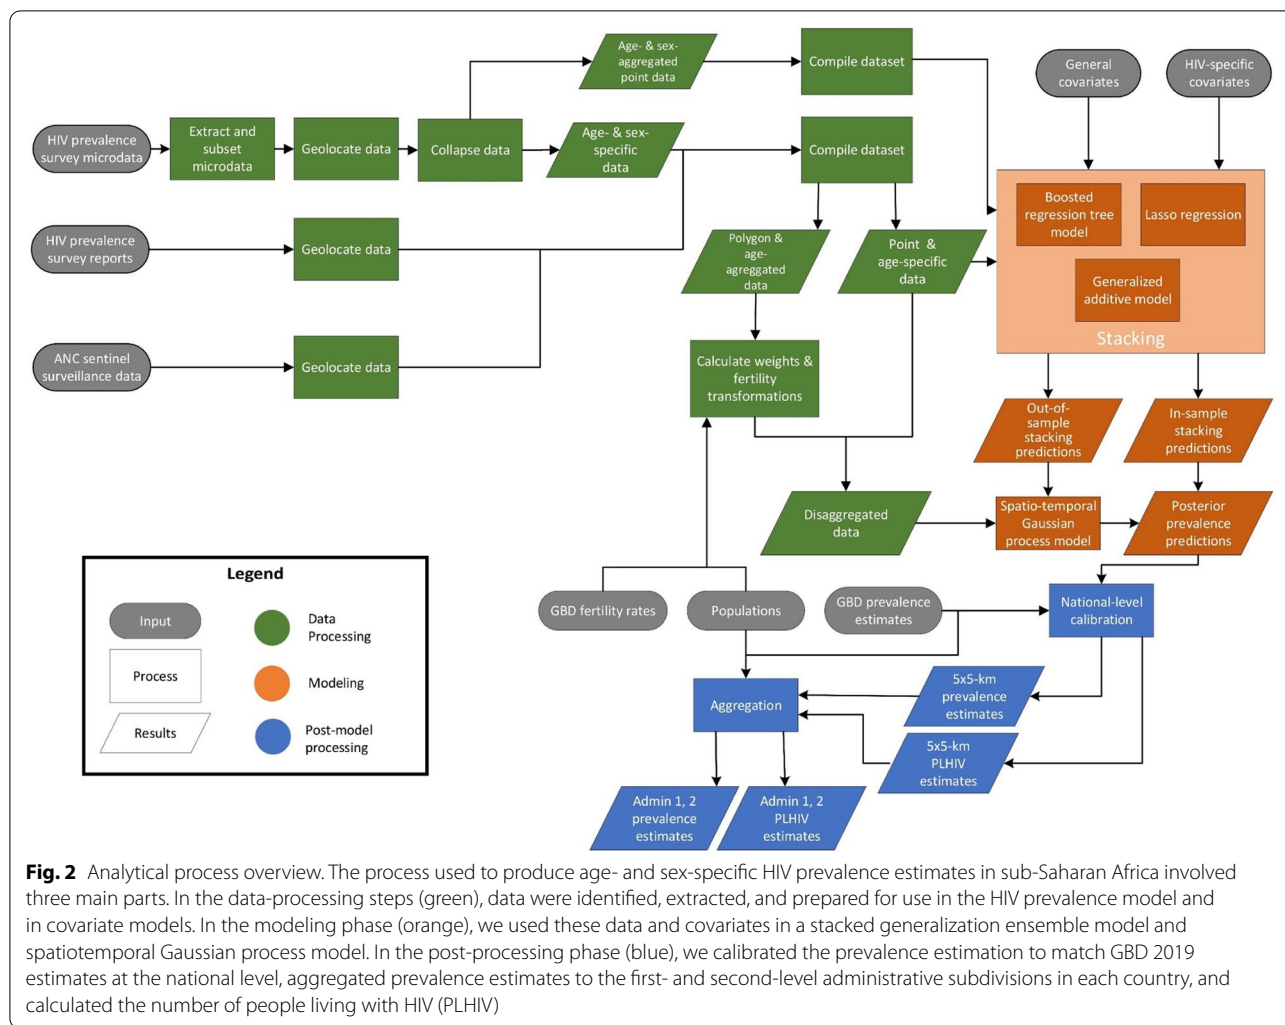 Age- & sex-
aggregated
point data
Compile dataset
General
covariates
HIV-specific
covariates
HIV prevalence
survey microdata
Extract and
subset
microdata
Geolocate data
Collapse data
Age- & sex-
specific
data
Compile dataset
Boosted
regression tree
model
Lasso regression
Generalized
additive model
Stacking
HIV prevalence
survey reports
Geolocate data
Polygon &
age-
agreggated
data
Point &
age-specific
data
ANC sentinel
surveillance data
Geolocate data
Calculate weights &
fertility
transformations
Out-of-
sample
stacking
predictions
In-sample
stacking
predictions
Disaggregated
data
Spatio-temporal
Gaussian
process model
Posterior
prevalence
predictions
Legend
Input
Process
Results
Data
Processing
Modeling
Post-model
processing
GBD fertility rates
Populations
GBD prevalence
estimates
National-level
calibration
Aggregation
5x5-km
prevalence
estimates
5x5-km
PLHIV
estimates
Admin 1, 2
prevalence
estimates
Admin 1, 2
PLHIV
estimates
Fig. 2 Analytical process overview. The process used to produce age- and sex-specific HIV prevalence estimates in sub-Saharan Africa involved
three main parts. In the data-processing steps (green), data were identified, extracted, and prepared for use in the HIV prevalence model and
in covariate models. In the modeling phase (orange), we used these data and covariates in a stacked generalization ensemble model and
spatiotemporal Gaussian process model. In the post-processing phase (blue), we calibrated the prevalence estimation to match GBD 2019
estimates at the national level, aggregated prevalence estimates to the first- and second-level administrative subdivisions in each country, and
calculated the number of people living with HIV (PLHIV)